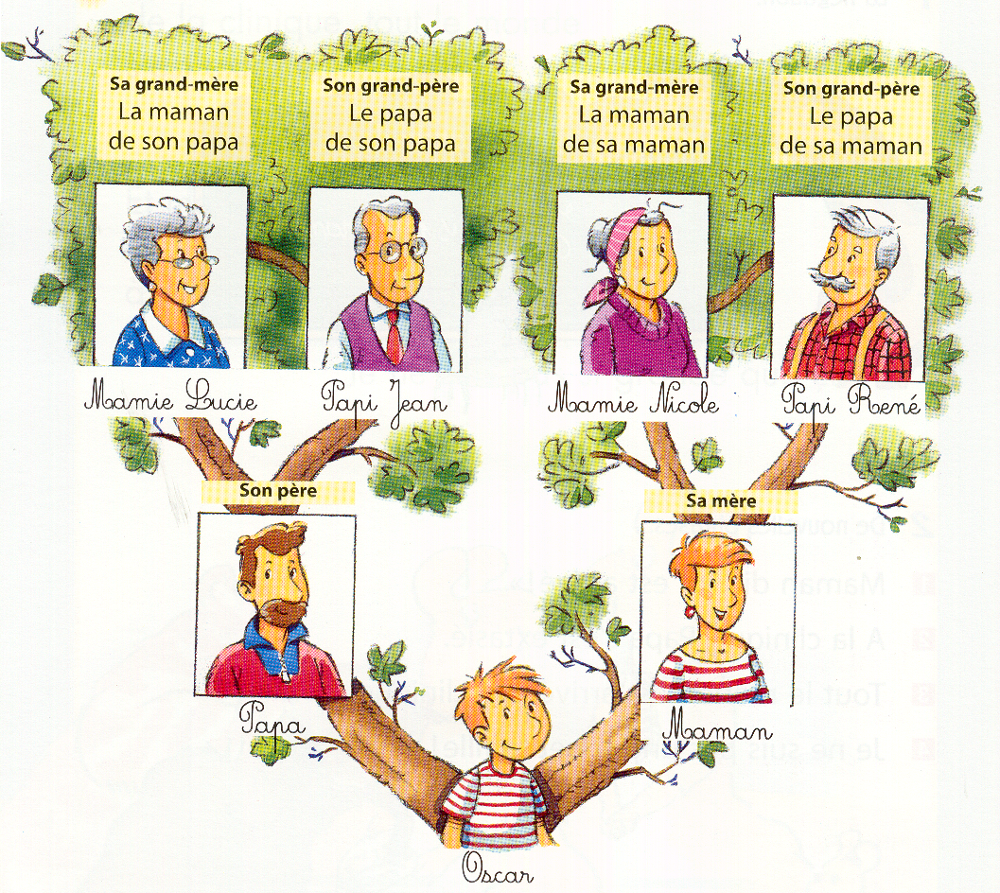 Sa grand-mère
La maman
de son papa
Son grand-père
Le papa
de son papa
Sa grand-mère
La maman
de sa maman
Son grand-père
Le papa
de sa maman
Mamie Lucie
Papi Jean
Mamie Nicole
Papi René
Son père
Sa mère
Papa
Maman
Oscar